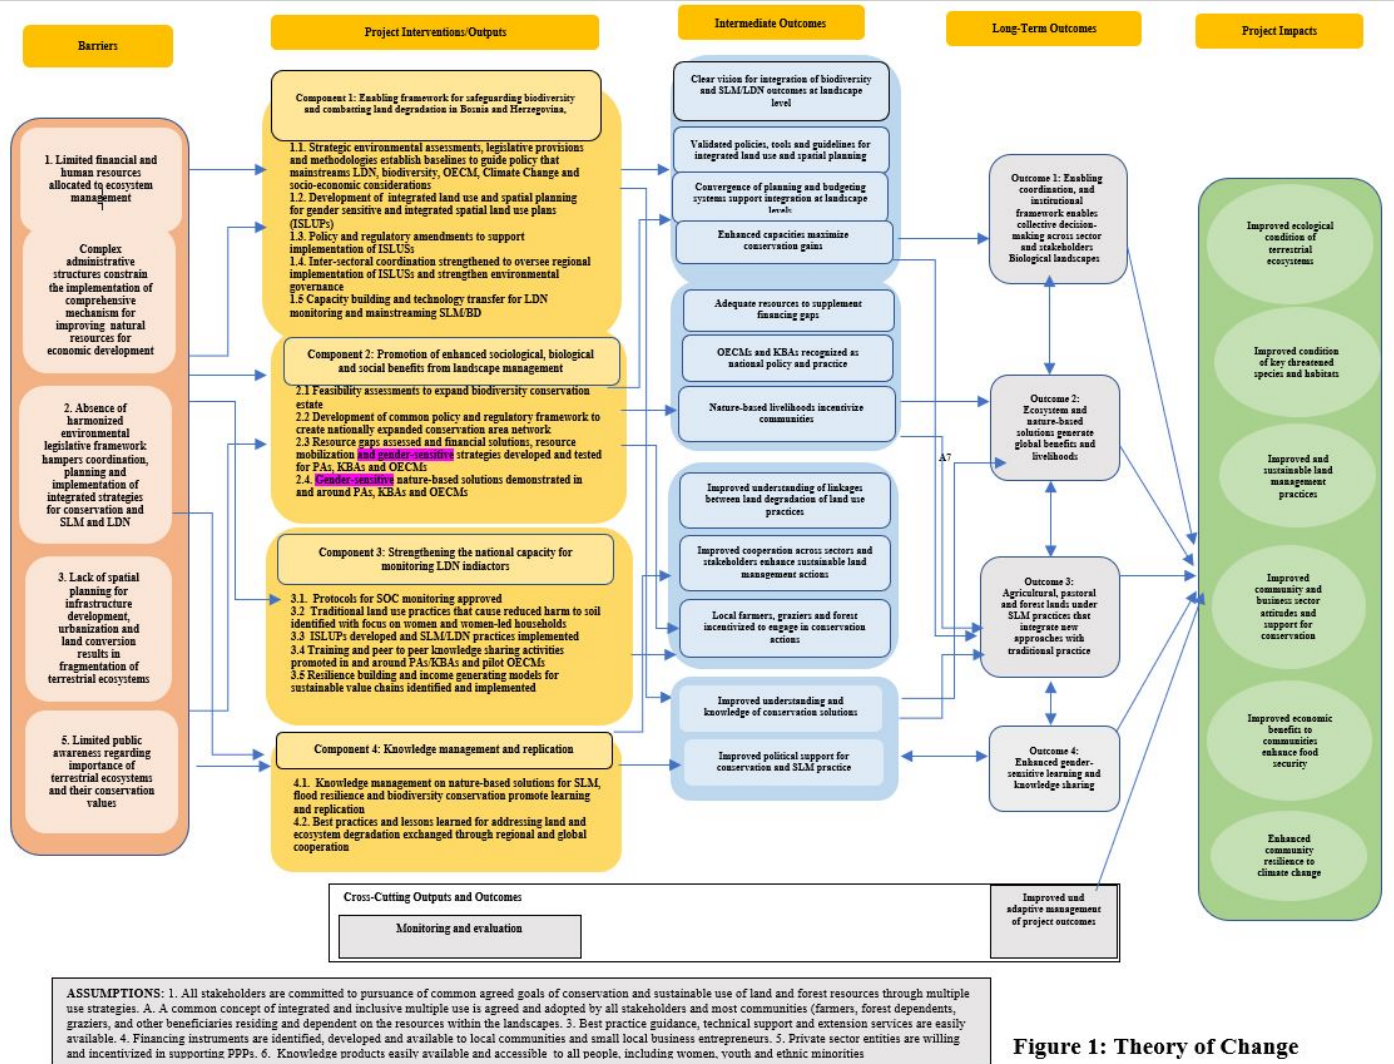 Barriers
Project Interventions/Outputs
Intermediate Outcomes
Long-Term Outcomes
Project Impacts
1. Limited financial and
human resources
allocated to ecosystem
management
Complex
administrative
structures constrain
the implementation of
comprehensive
mechanism for
improving natural
resources for
economic development
2. Absence of
harmonized
environmental
legislative framework
hampers coordination,
planning and
implementation of
integrated strategies
for conservation and
SLM and LDN
3. Lack of spatial
planning for
infrastructure
development,
urbanization and
land conversion
results in
fragmentation of
terrestrial ecosystems
5. Limited public
awareness regarding
importance of
terrestrial ecosystems
and their conservation
values
Component 1: Enabling framework for safeguarding biodiversity
and combatting land degradation in Bosnia and Herzegovina,
1.1. Strategic environmental assessments, legislative provisions
and methodologies establish baselines to guide policy that
mainstreams LDN, biodiversity, OECM, Climate Change and
socio-economic considerations
1.2. Development of integrated land use and spatial planning
for gender sensitive and integrated spatial land use plans
(ISLUPs)
1.3. Policy and regulatory amendments to support
implementation of ISLUS
1.4. Inter-sectoral coordination strengthened to oversee regional
implementation of ISLUSs and strengthen environmental
governance
1.5 Capacity building and technology transfer for LDN
monitoring and mainstreaming SLM/BD
Component 2: Promotion of enhanced sociological, biological
and social benefits from landscape management
2.1 Feasibility assessments to expand biodiversity conservation
estate
2.2 Development of common policy and regulatory framework to
create nationally expanded conservation area network
2.3 Resource gaps assessed and financial solutions, resource
mobilization and gender-sensitive strategies developed and tested
for PAs, KBAs and OECMs
2.4. Gender-sensitive nature-based solutions demonstrated in
and around PAs, KBAs and OECMs
Component 3: Strengthening the national capacity for
monitoring LDN indiactors
3.1. Protocols for SOC monitoring approved
3.2 Traditional land use practices that cause reduced harm to soil
identified with focus on women and women-led households
3.3 ISLUPs developed and SLM/LDN practices implemented
3.4 Training and peer to peer knowledge sharing activities
promoted in and around PAs/KBAs and pilot OECMs
3.5 Resilience building and income generating models for
sustainable value chains identified and implemented
Component 4: Knowledge management and replication
4.1. Knowledge management on nature-based solutions for SLM,
flood resilience and biodiversity conservation promote learning
and replication
4.2. Best practices and lessons learned for addressing land and
ecosystem degradation exchanged through regional and global
cooperation
Clear vision for integration of biodiversity
and SLM/LDN outcomes at landscape
level
Validated policies, tools and guidelines for
integrated land use and spatial planning
Convergence of planning and budgeting
systems support integration at landscape
levels
Enhanced capacities maximize
conservation gains
Adequate resources to supplement
financing gaps
OECMs and KBAs recognized as
national policy and practice
Nature-based livelihoods incentivize
communities
Improved understanding of linkages
between land degradation of land use
practices
Improved cooperation across sectors and
stakeholders enhance sustainable land
management actions
Local farmers, graziers and forest
incentivized to engage in conservation
actions
Improved understanding and
knowledge of conservation solutions
Improved political support for
conservation and SLM practice
A7
Outcome 1: Enabling
coordination, and
institutional
framework enables
collective decision-
making across sector
and stakeholders
Biological landscapes
Outcome 2:
Ecosystem and
nature-based
solutions generate
global benefits and
livelihoods
Outcome 3:
Agricultural, pastoral
and forest lands under
SLM practices that
integrate new
approaches with
traditional practice
Outcome 4:
Enhanced gender-
sensitive learning and
knowledge sharing
Improved ecological
condition of
terrestrial
ecosystems
Improved condition
of key threatened
species and habitats
Improved and
sustainable land
management
practices
Improved
community and
business sector
attitudes and
support for
conservation
Improved economic
benefits to
communities
enhance food
security
Enhanced
community
resilience to
climate change
Cross-Cutting Outputs and Outcomes
Monitoring and evaluation
Improved und
adaptive management
of project outcomes
ASSUMPTIONS: 1. All stakeholders are committed to pursuance of common agreed goals of conservation and sustainable use of land and forest resources through multiple
use strategies. A. A common concept of integrated and inclusive multiple use is agreed and adopted by all stakeholders and most communities (farmers, forest dependents,
graziers, and other beneficiaries residing and dependent on the resources within the landscapes. 3. Best practice guidance, technical support and extension services are easily
available. 4. Financing instruments are identified, developed and available to local communities and small local business entrepreneurs. 5. Private sector entities are willing
and incentivized in supporting PPPs. 6. Knowledge products easily available and accessible to all people, including women, youth and ethnic minorities
Figure 1: Theory of Change